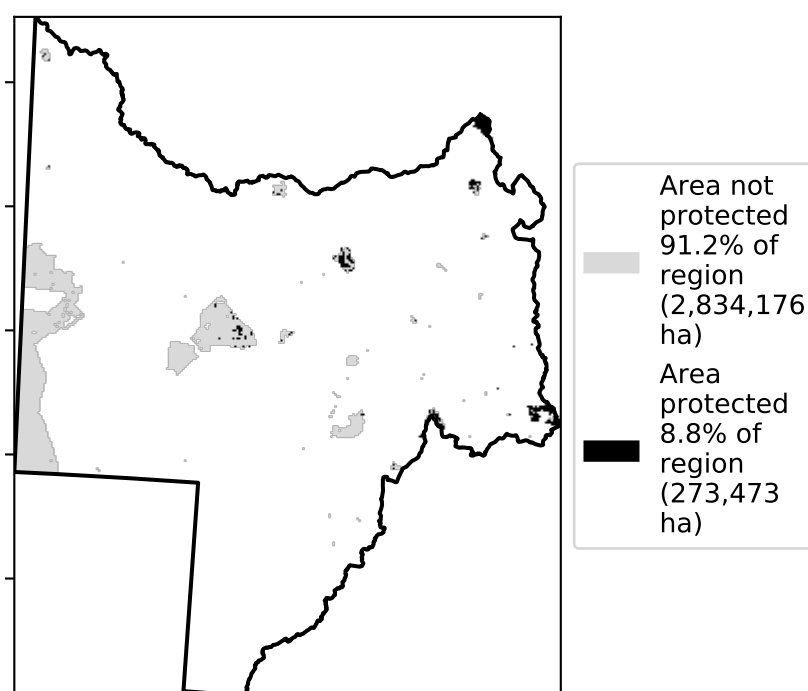 Area not
protected
91.2% of
region
(2,834,176
ha)
Area
protected
8.8% of
region
(273,473
ha)